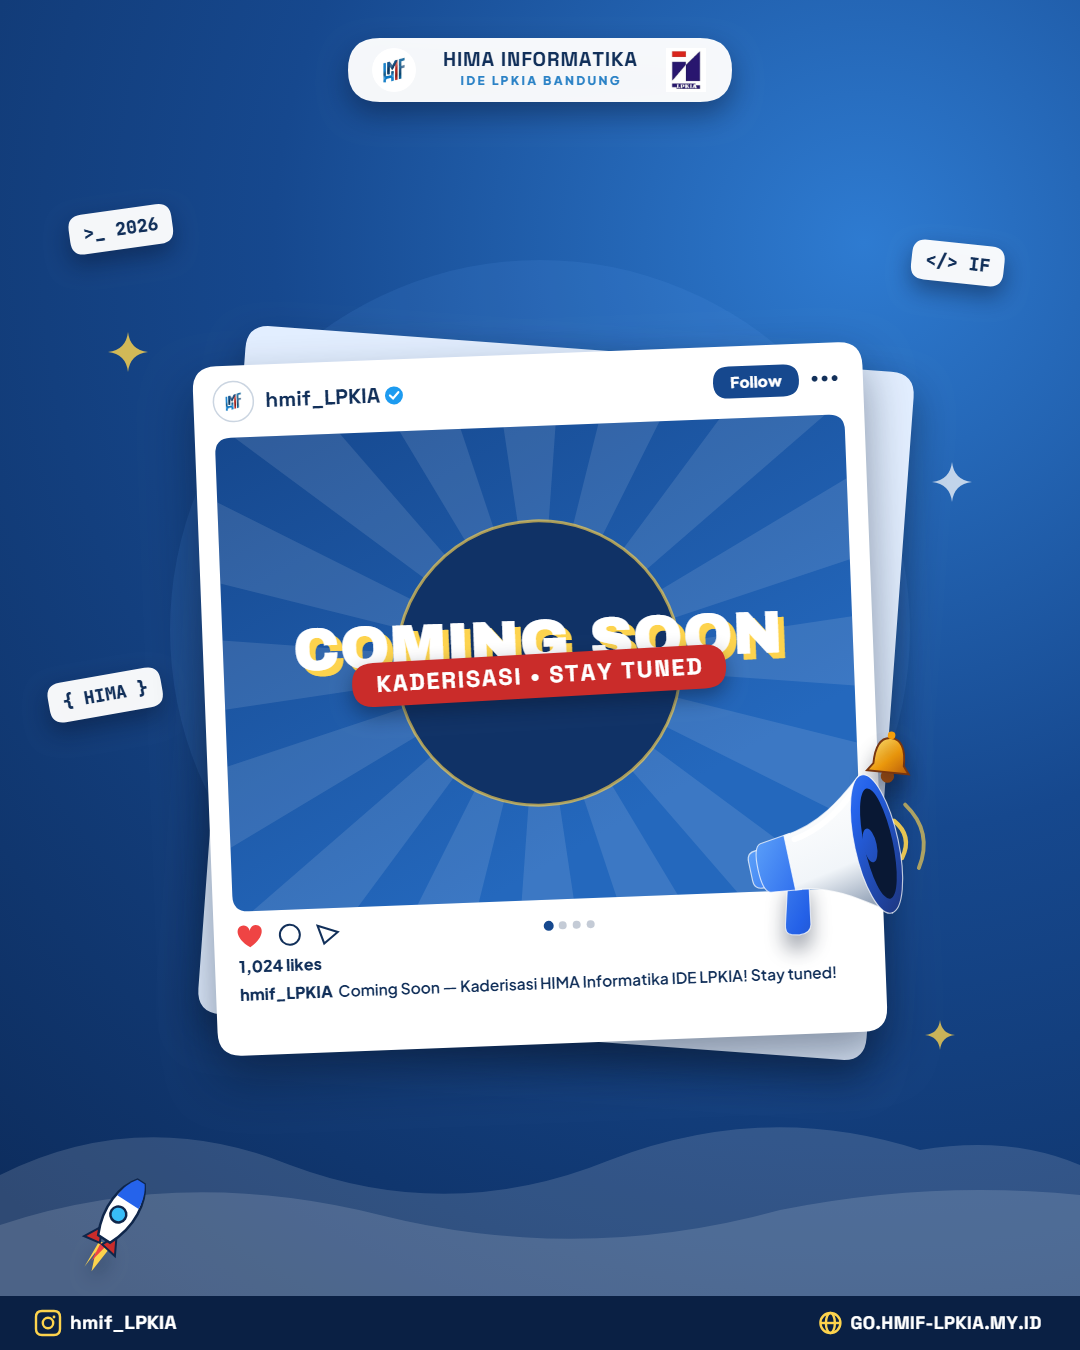 HIMA INFORMATIKA
IDE LPKIA BANDUNG
LPKIA
>_ 2026
</> IF
hmif_LPKIA
Follow
COMING SOON
KADERISASI • STAY TUNED
{ HIMA }
1,024 likes
hmif_LPKIA Coming Soon — Kaderisasi HIMA Informatika IDE LPKIA! Stay tuned!
hmif_LPKIA
GO.HMIF-LPKIA.MY.ID